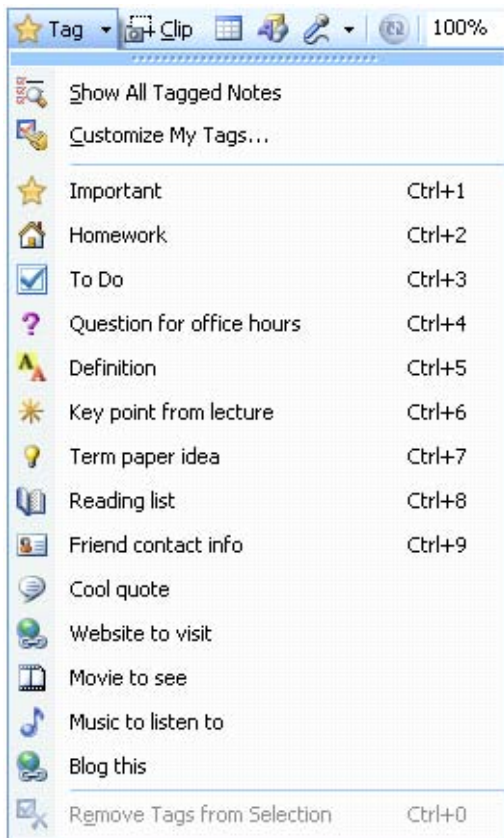 Tag Clip 100%
Show All Tagged Notes
Customize My Tags...
Important Ctrl+1
Homework Ctrl+2
To Do Ctrl+3
Question for office hours Ctrl+4
Definition Ctrl+5
Key point from lecture Ctrl+6
Term paper idea Ctrl+7
Reading list Ctrl+8
Friend contact info Ctrl+9
Cool quote
Website to visit
Movie to see
Music to listen to
Blog this
Remove Tags from Selection Ctrl+0